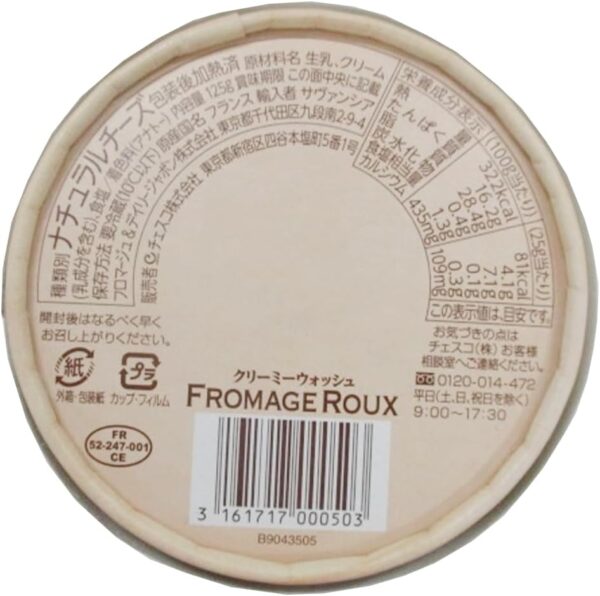 種類別 ナチュラルチーズ 包装後加熱済 原材料名 生乳、クリーム
(乳成分を含む)、食塩 着色料(アナトー) 内容量 125g 賞味期限 この面中央に記載
保存方法 要冷蔵(10℃以下) 原産国名 フランス 輸入者 サヴァンシア
フロマージュ&デイリージャポン株式会社 東京都千代田区九段南2-9-4
販売者 チェスコ株式会社 東京都新宿区四谷本塩町5番1号
栄養成分表示 (100g当たり) (25g当たり)
熱量 322kcal 81kcal
たんぱく質 16.2g 4.1g
脂質 28.4g 7.1g
炭水化物 0.4g 0.1g
食塩相当量 1.3g 0.3g
カルシウム 435mg 109mg
この表示値は、目安です。
開封後はなるべく早く
お召し上がりください。
紙 プラ
外箱・包装紙 カップ・フィルム
お気づきの点は
チェスコ(株)お客様
相談室へご連絡ください。
0120-014-472
平日(土、日、祝日を除く)
9:00〜17:30
クリーミーウォッシュ
FROMAGE ROUX
FR
52-247-001
CE
3 161717 000503
B9043505